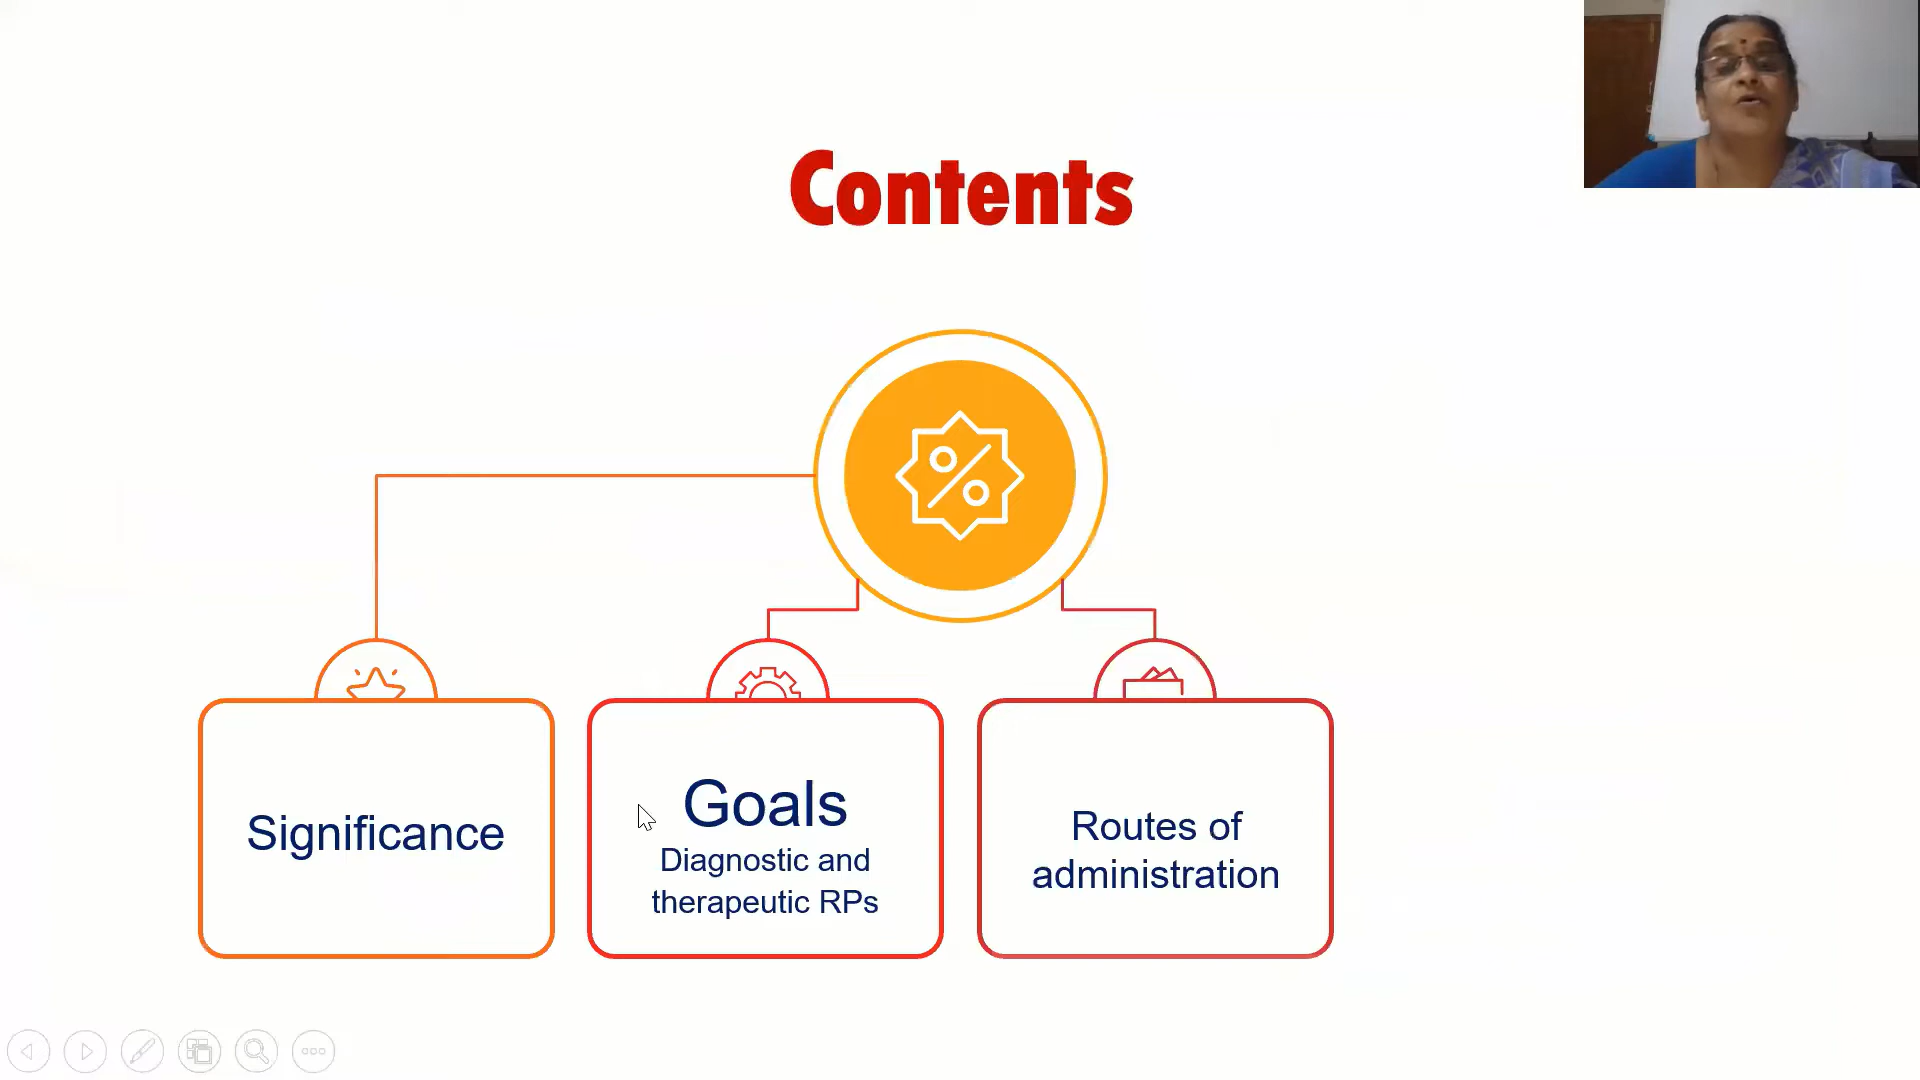 Contents
Significance
Goals
Diagnostic and
therapeutic RPs
Routes of
administration